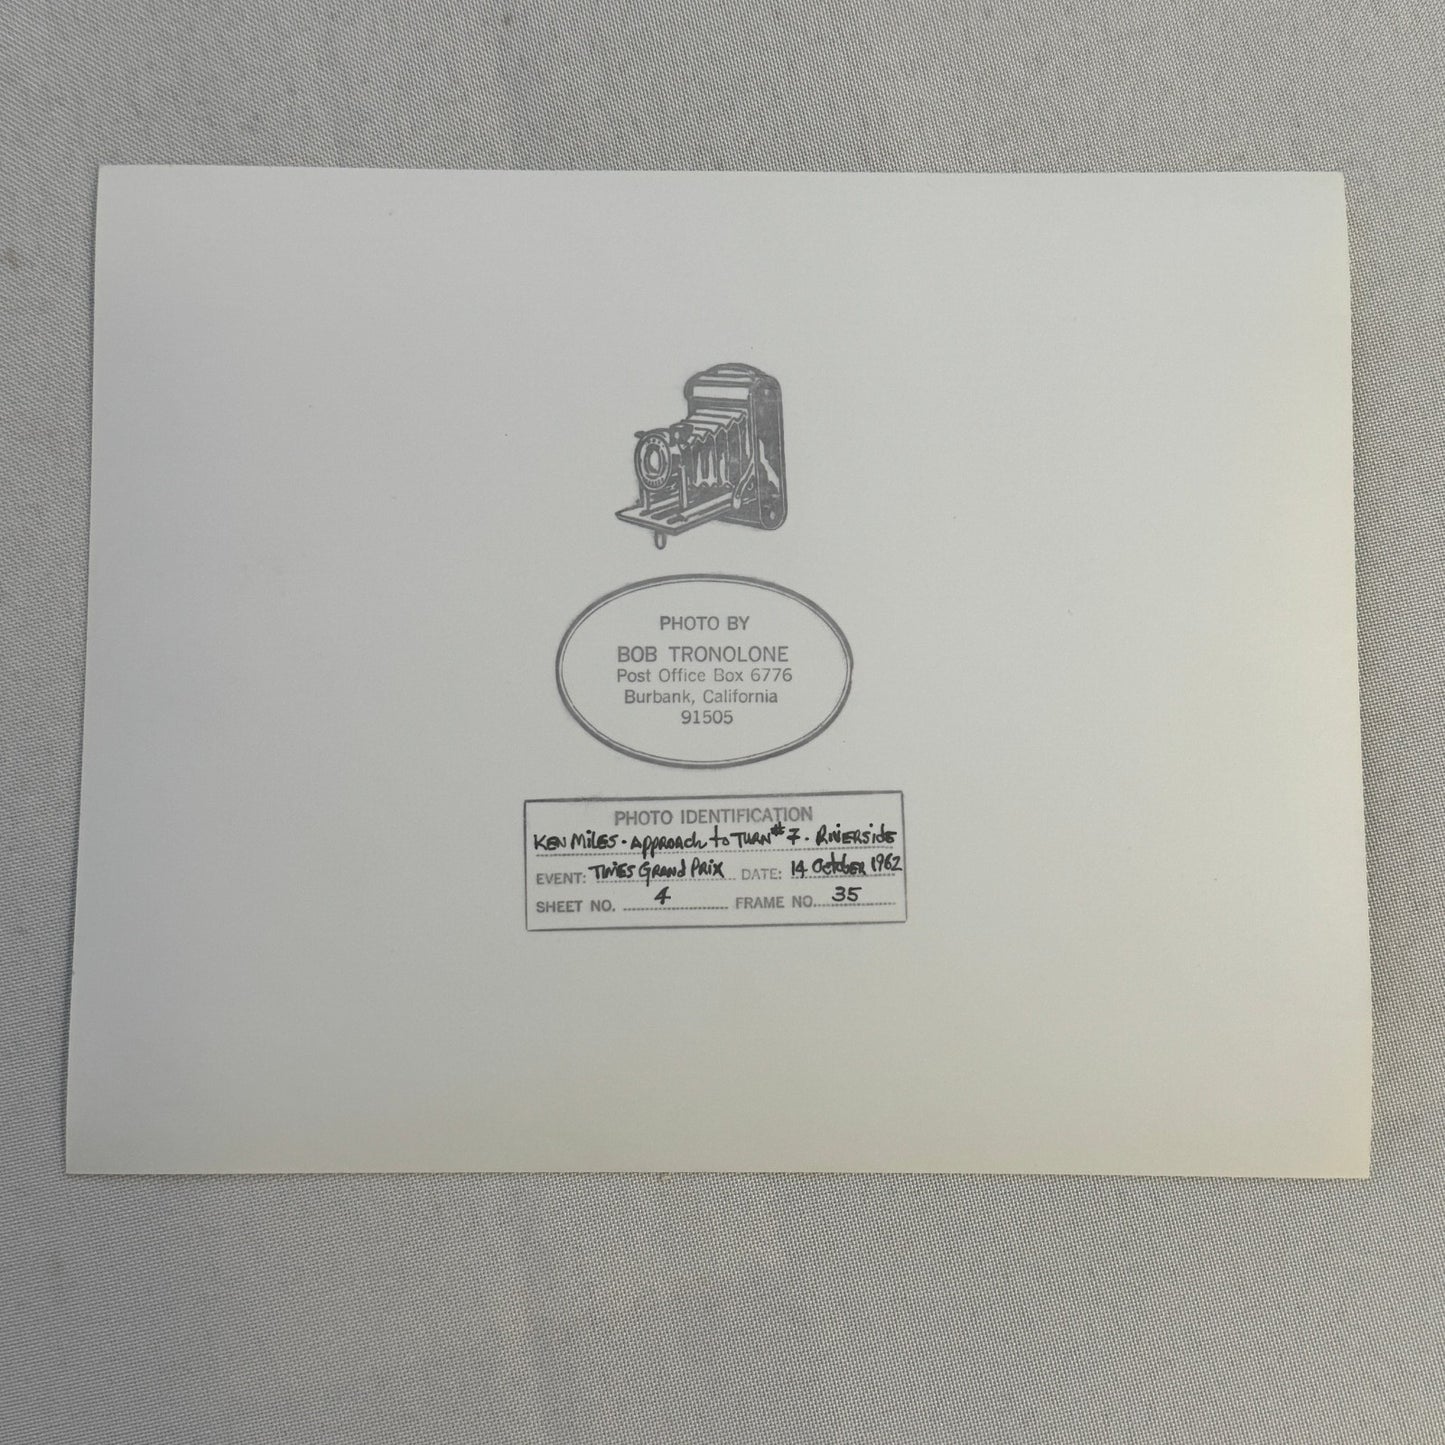 PHOTO BY
BOB TRONOLONE
Post Office Box 6776
Burbank, California
91505
PHOTO IDENTIFICATION
KEN MILES - APPROACH to TURN #7 - RIVERSIDE
EVENT: TIMES GRAND PRIX DATE: 14 October 1962
SHEET NO. 4 FRAME NO. 35